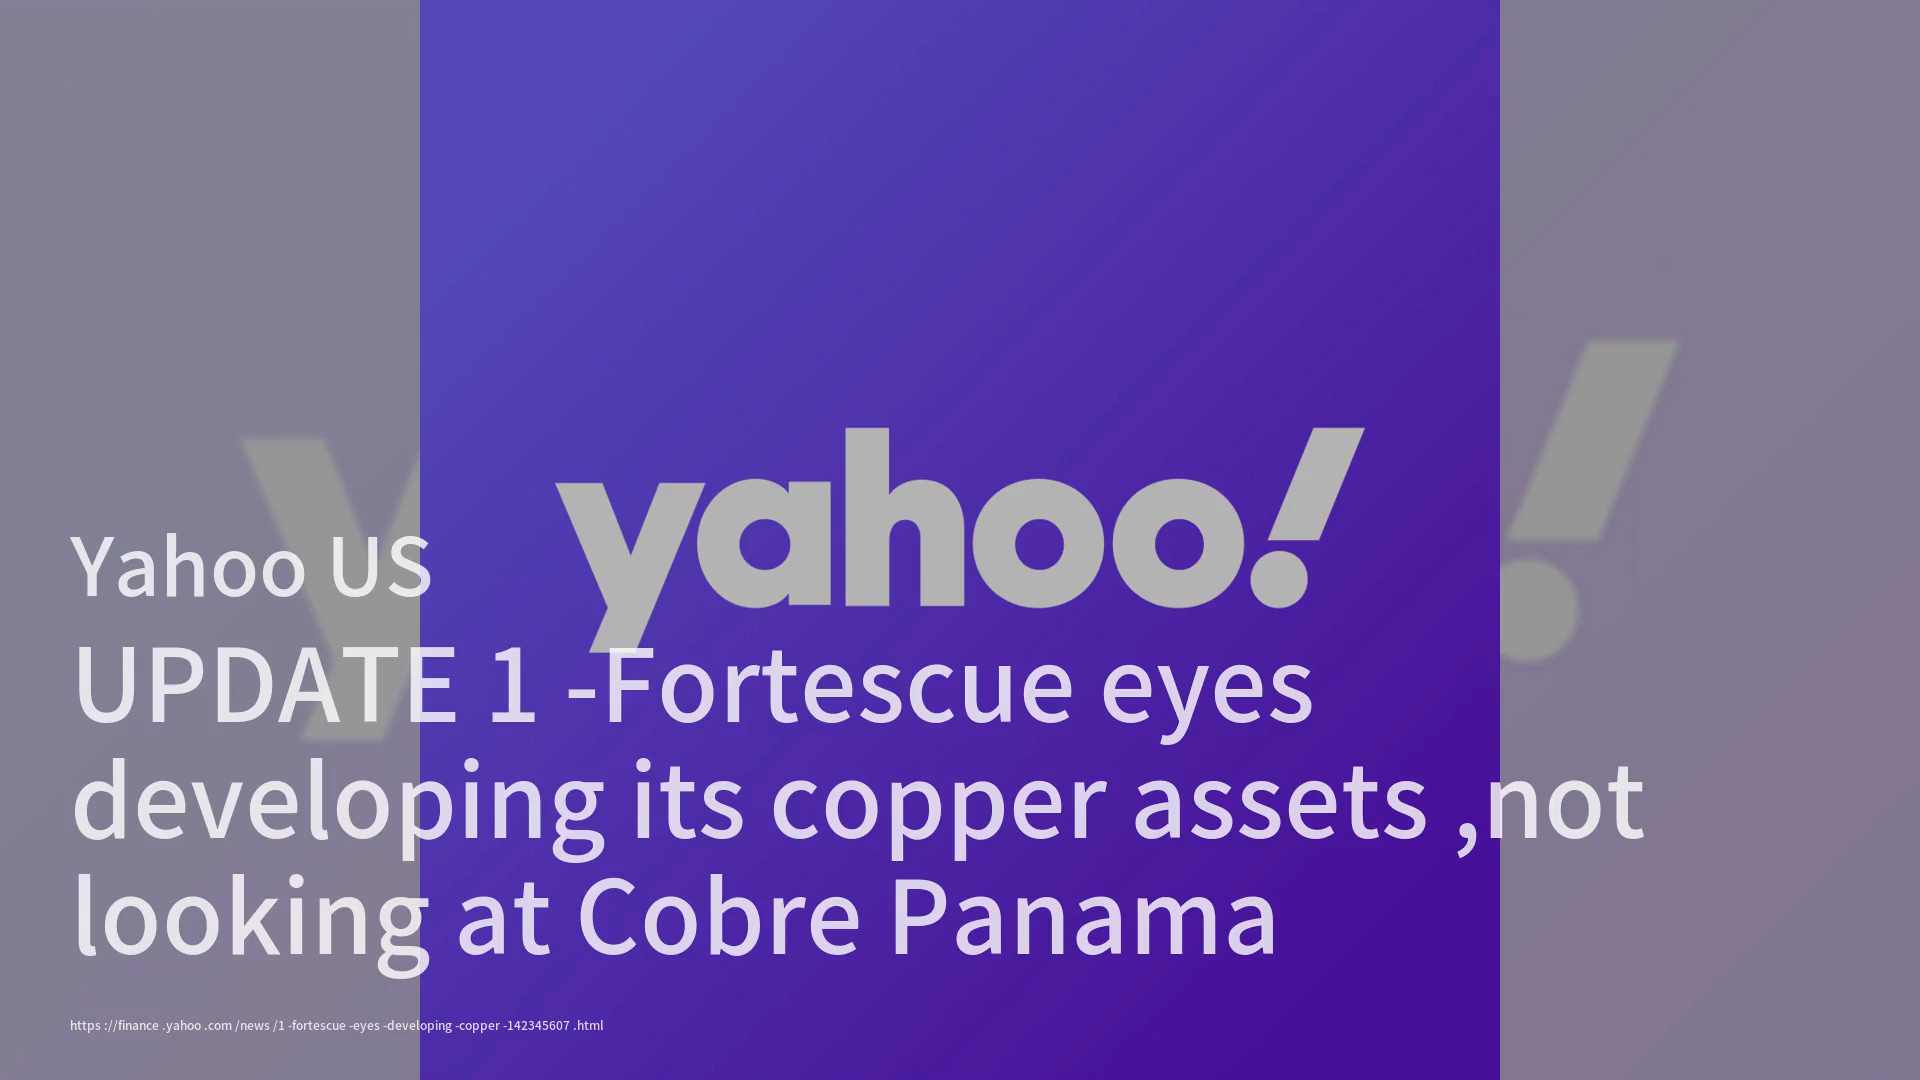 yahoo!
Yahoo US
UPDATE 1 -Fortescue eyes
developing its copper assets ,not
looking at Cobre Panama
https ://finance .yahoo .com /news /1 -fortescue -eyes -developing -copper -142345607 .html